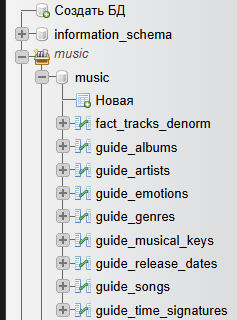 Создать БД
information_schema
music
music
Новая
fact_tracks_denorm
guide_albums
guide_artists
guide_emotions
guide_genres
guide_musical_keys
guide_release_dates
guide_songs
guide_time_signatures